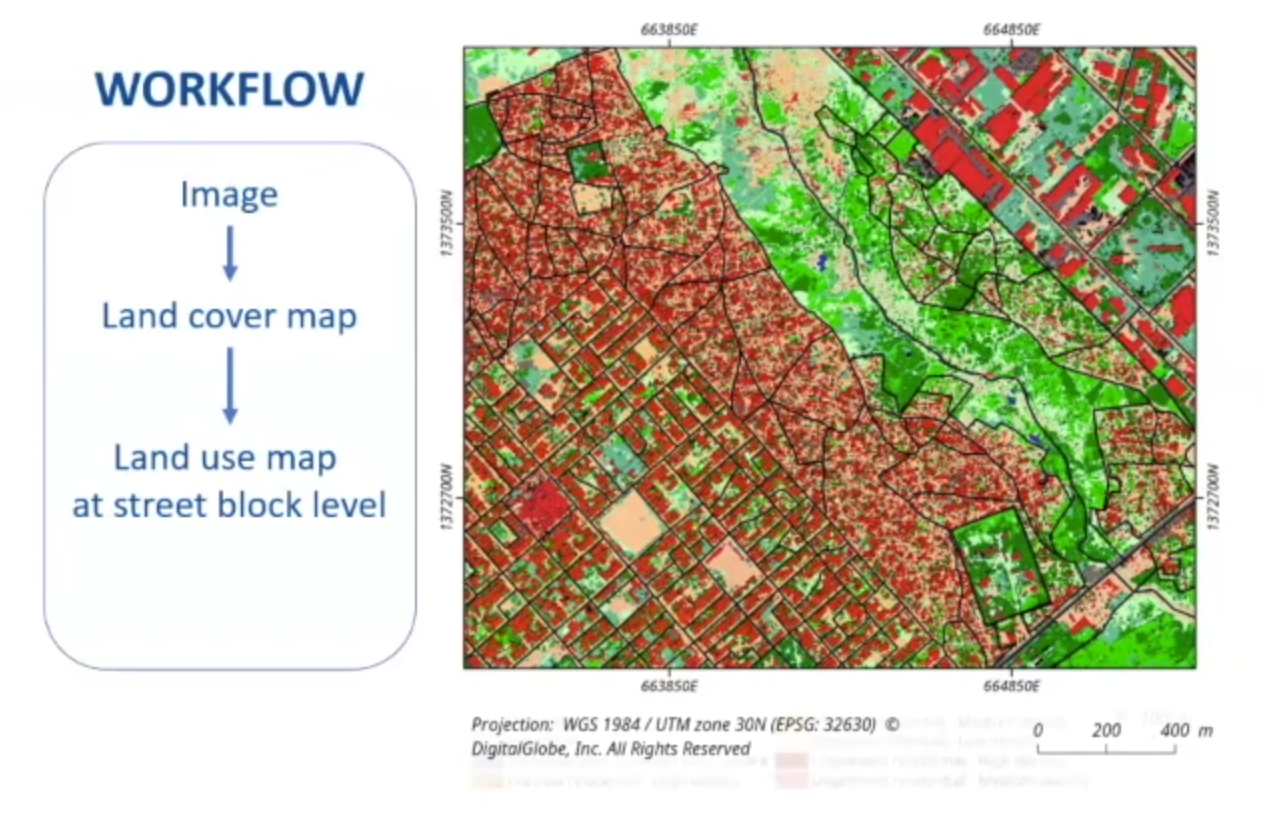 WORKFLOW
Image
Land cover map
Land use map
at street block level
663850E
664850E
1373500N
1373500N
1372700N
1372700N
663850E
664850E
Projection: WGS 1984 / UTM zone 30N (EPSG: 32630) ©
DigitalGlobe, Inc. All Rights Reserved
0 200 400 m